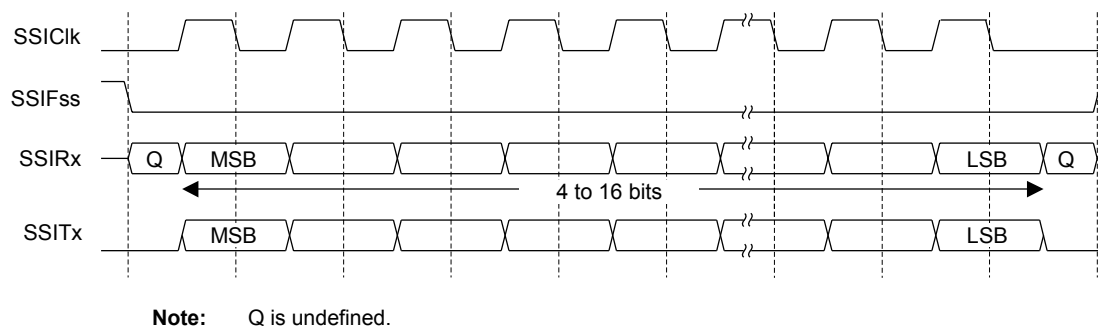 SSIClk
SSIFss
SSIRx Q MSB LSB Q
4 to 16 bits
SSITx MSB LSB
Note: Q is undefined.